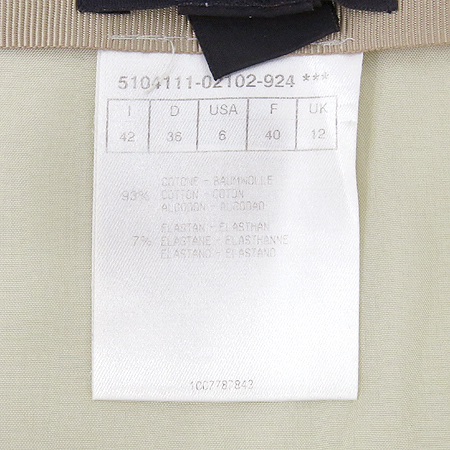 5104111-02102-924 ***
I D USA F UK
42 36 6 40 12
COTONE - BAUMWOLLE
93% COTTON - COTON
ALGODON - ALGODAO
ELASTAN - ELASTHAN
7% ELASTANE - ELASTHANNE
ELASTANO - ELASTANO
1007787843